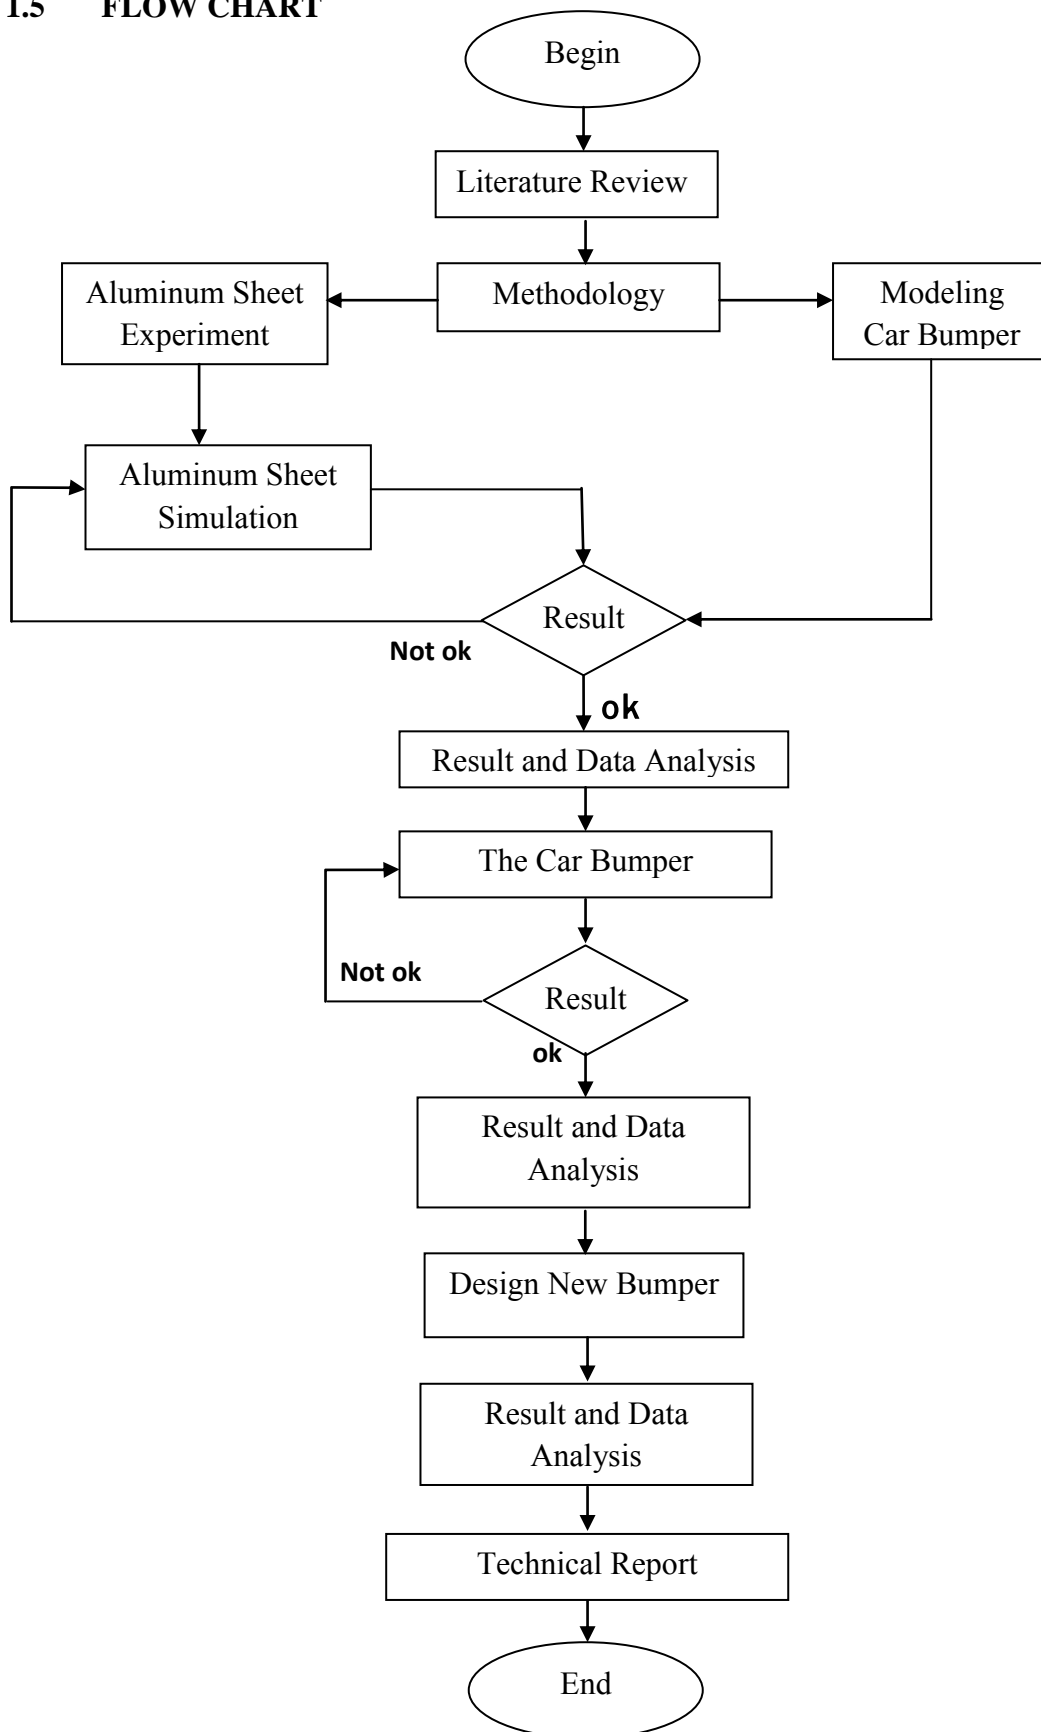 1.5 FLOW CHART
Begin
Literature Review
Aluminum Sheet
Experiment
Methodology
Modeling
Car Bumper
Aluminum Sheet
Simulation
Result
Not ok
ok
Result and Data Analysis
The Car Bumper
Not ok
Result
ok
Result and Data
Analysis
Design New Bumper
Result and Data
Analysis
Technical Report
End